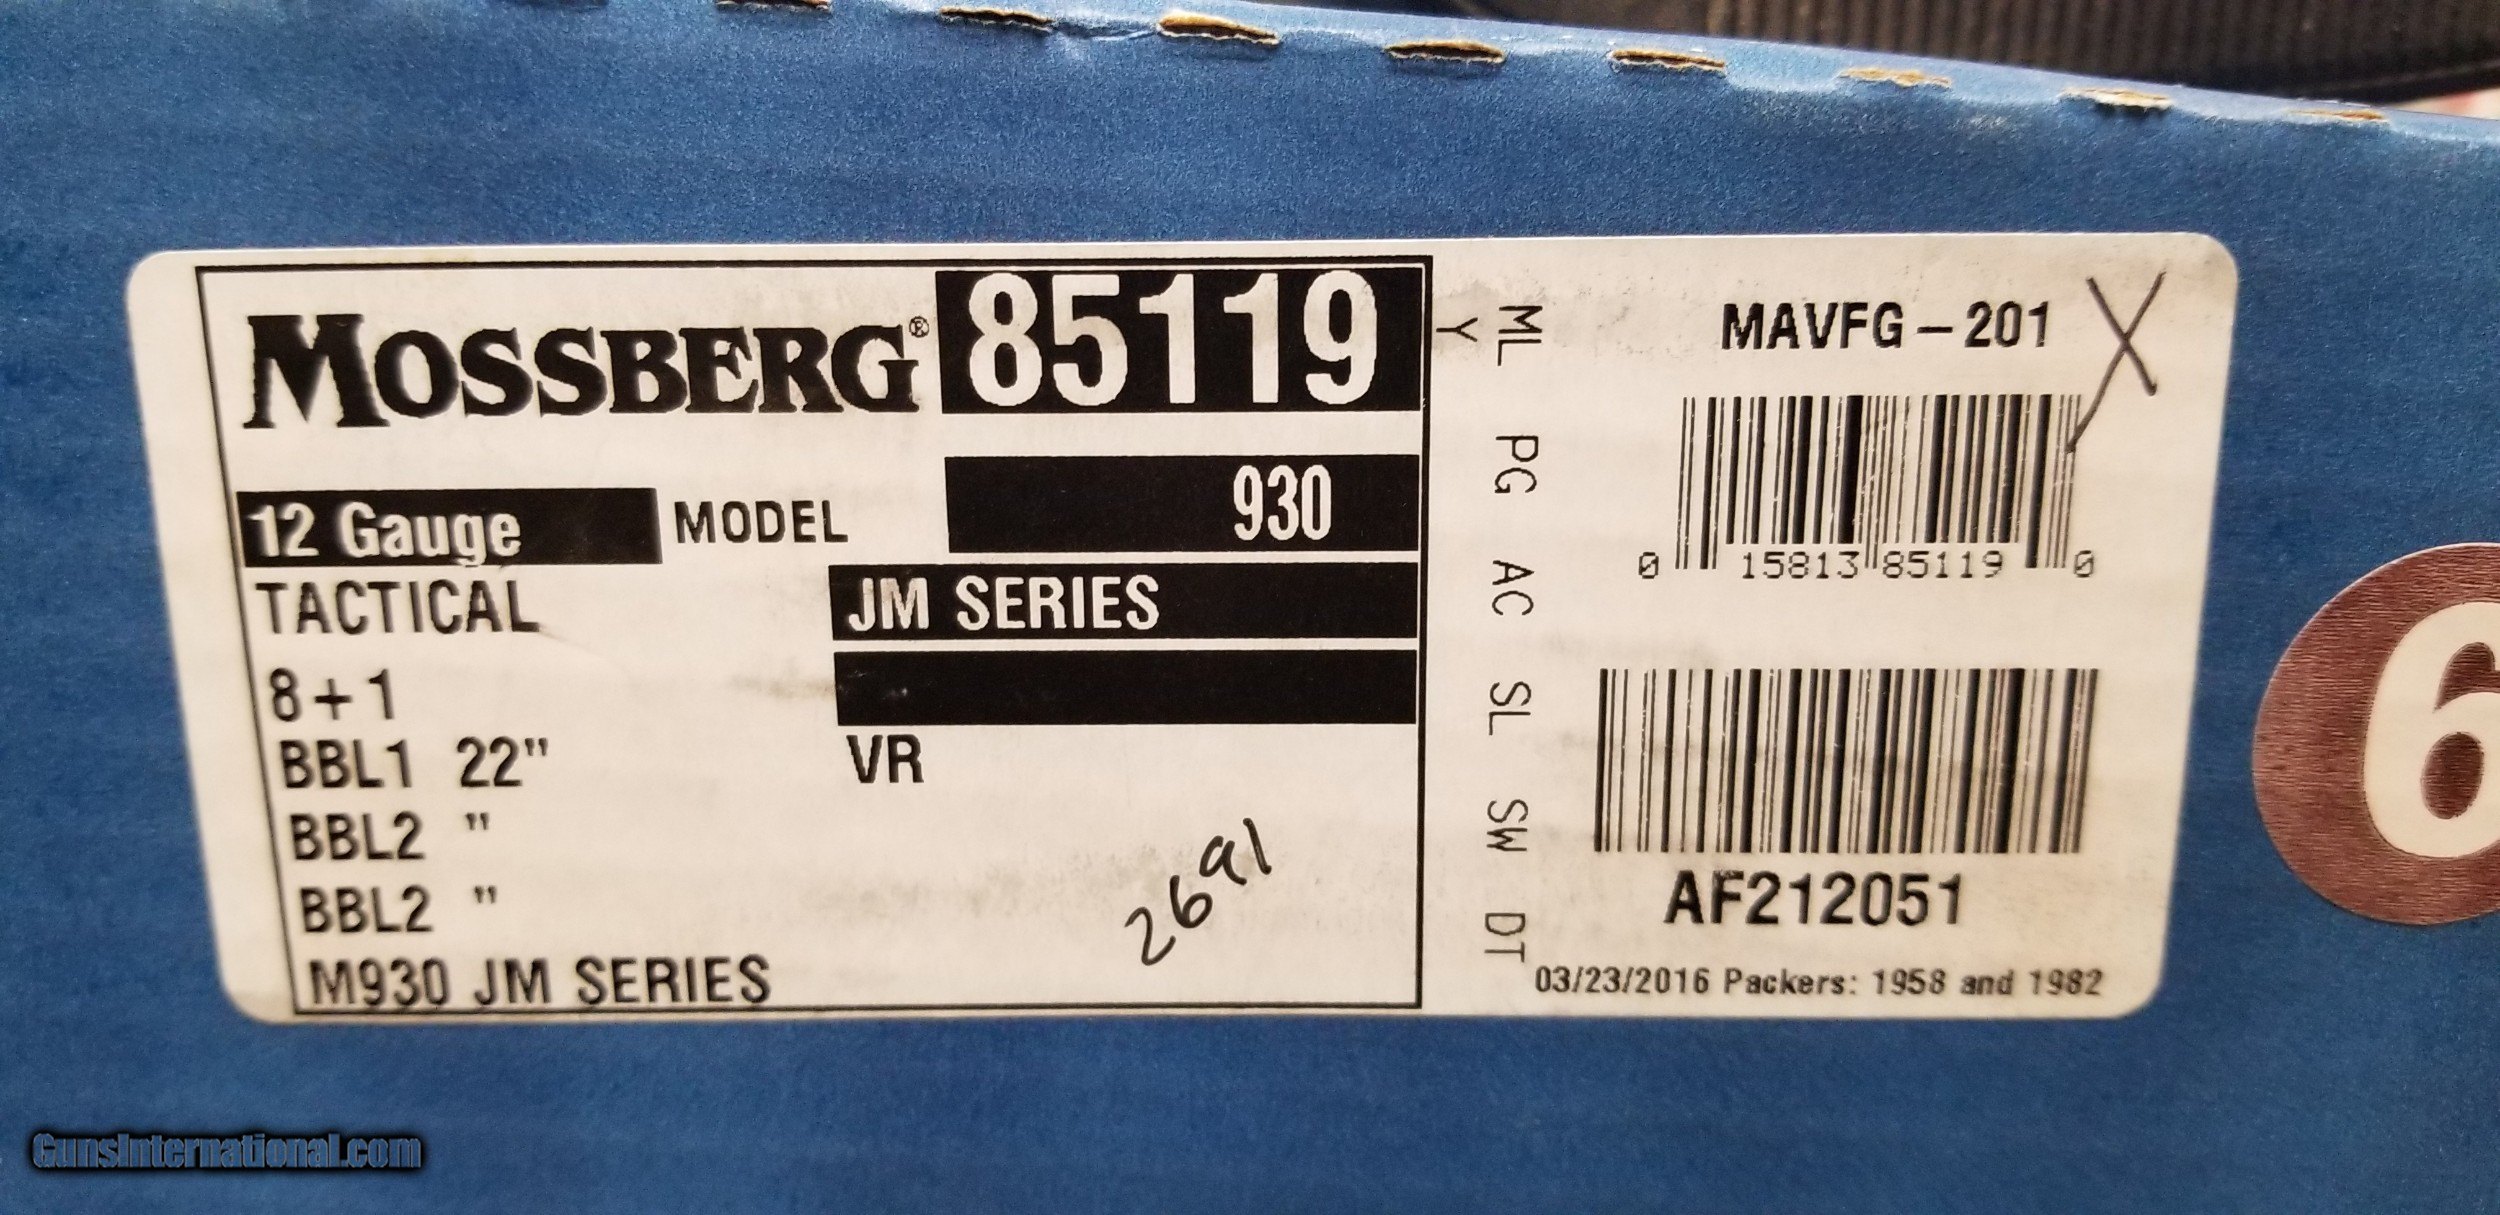 MOSSBERG® 85119
12 Gauge MODEL 930
TACTICAL JM SERIES
8+1
BBL1 22" VR
BBL2 "
BBL2 "
M930 JM SERIES
2691
ML PG AC SL SW DT
Y
MAVFG-201 X
0 15813 85119 0
AF212051
03/23/2016 Packers: 1958 and 1982
6
GunsInternational.com